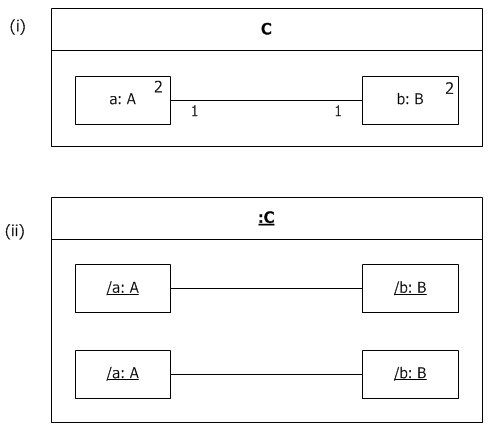 (i)
C
a: A 2
1
1
b: B 2
(ii)
:C
/a: A
/b: B
/a: A
/b: B